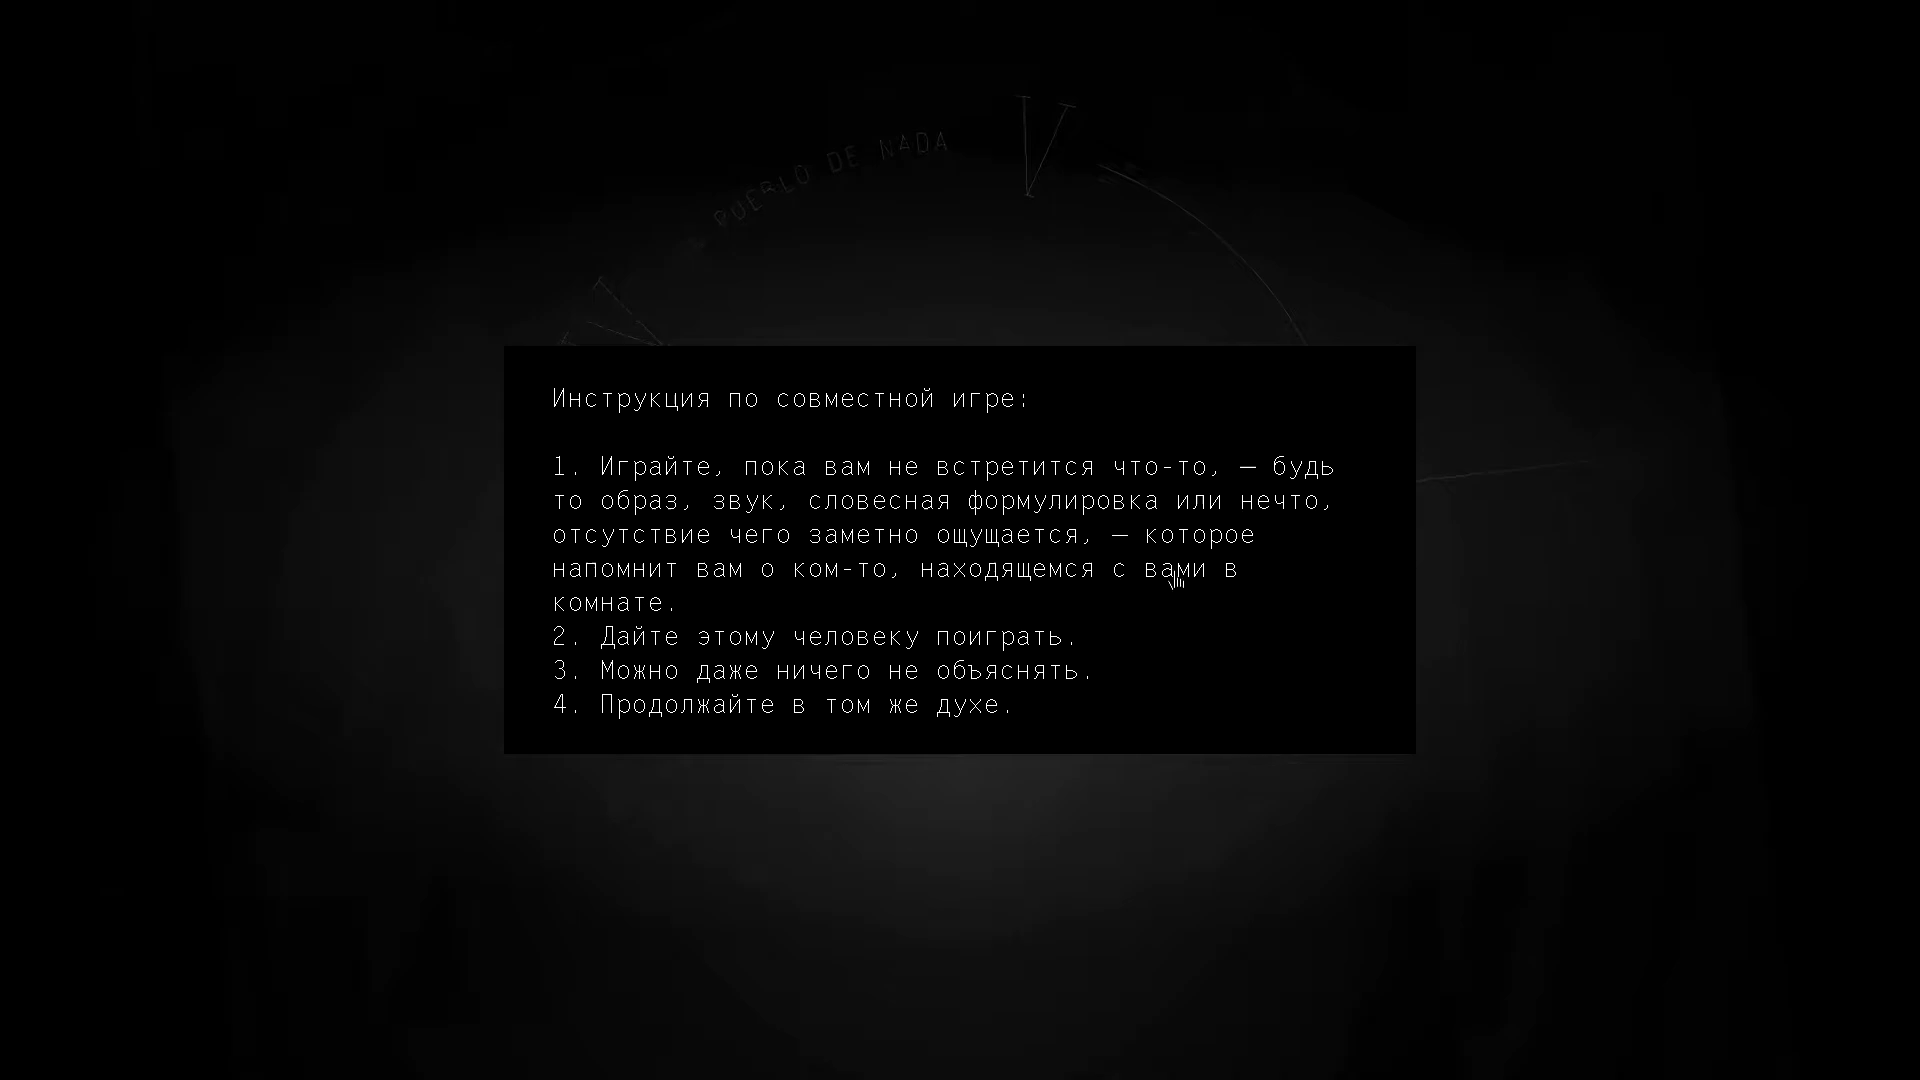 PUEBLO DE NADA
V
Инструкция по совместной игре:
1. Играйте, пока вам не встретится что-то, — будь
то образ, звук, словесная формулировка или нечто,
отсутствие чего заметно ощущается, — которое
напомнит вам о ком-то, находящемся с вами в
комнате.
2. Дайте этому человеку поиграть.
3. Можно даже ничего не объяснять.
4. Продолжайте в том же духе.